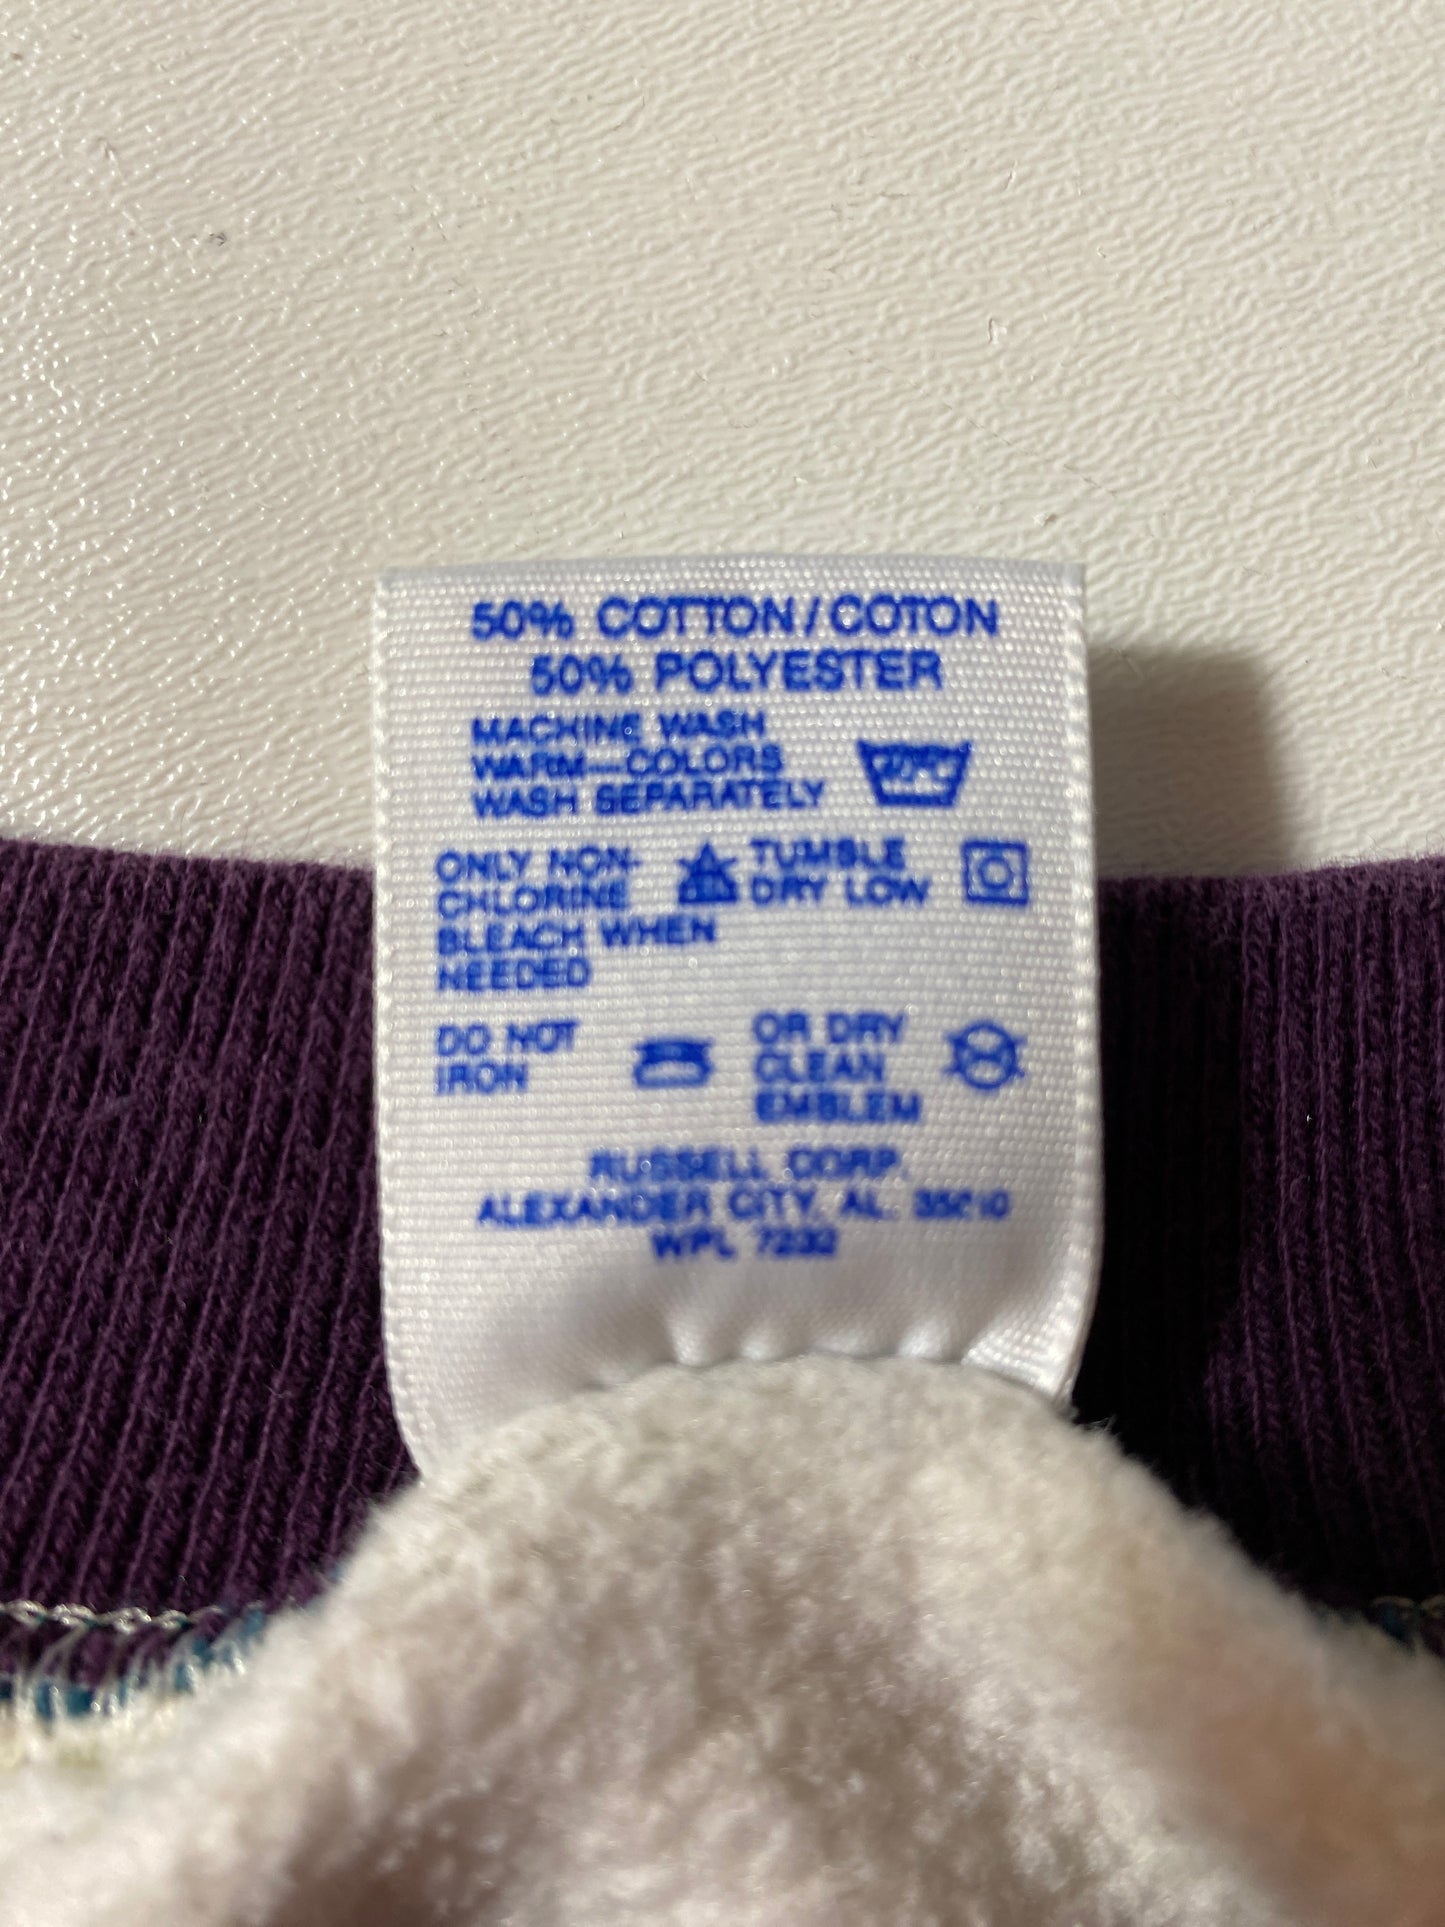 50% COTTON/COTON
50% POLYESTER
MACHINE WASH
WARM—COLORS
WASH SEPARATELY
ONLY NON-
CHLORINE
BLEACH WHEN
NEEDED
TUMBLE
DRY LOW
DO NOT
IRON
OR DRY
CLEAN
EMBLEM
RUSSELL CORP.
ALEXANDER CITY, AL.
WPL 7232